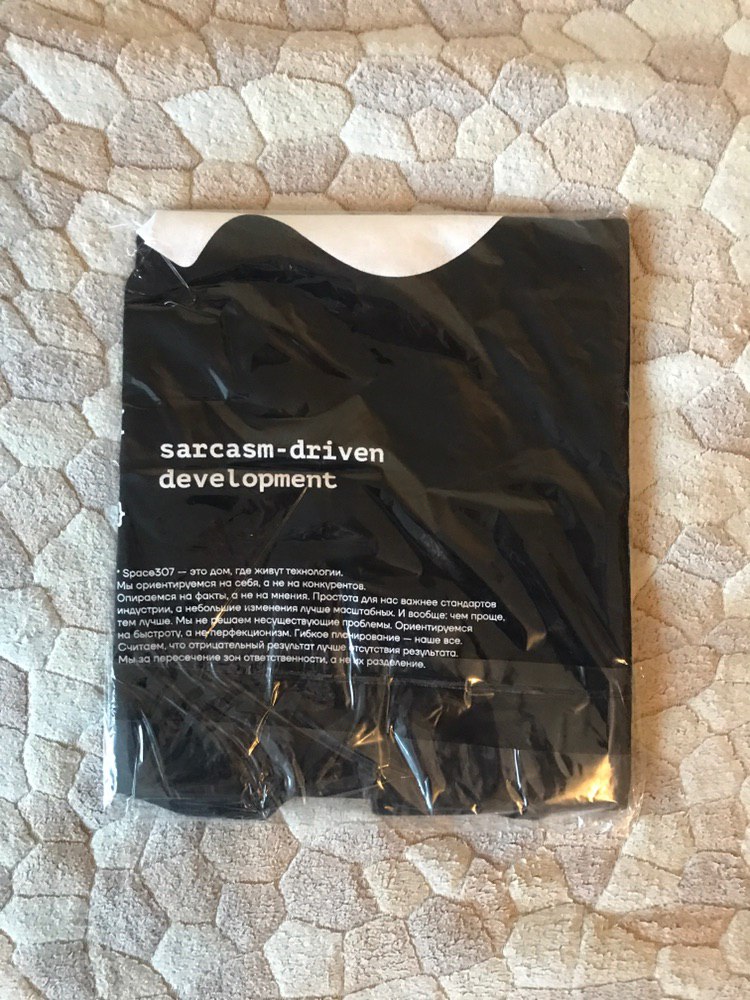 sarcasm-driven
development
* Space307 — это дом, где живут технологии.
Мы ориентируемся на себя, а не на конкурентов.
Опираемся на факты, а не на мнения. Простота для нас важнее стандартов
индустрии, а небольшие изменения лучше масштабных. И вообще: чем проще,
тем лучше. Мы не решаем несуществующие проблемы. Ориентируемся
на быстроту, а не перфекционизм. Гибкое планирование — наше все.
Считаем, что отрицательный результат лучше отсутствия результата.
Мы за пересечение зон ответственности, а не их разделение.